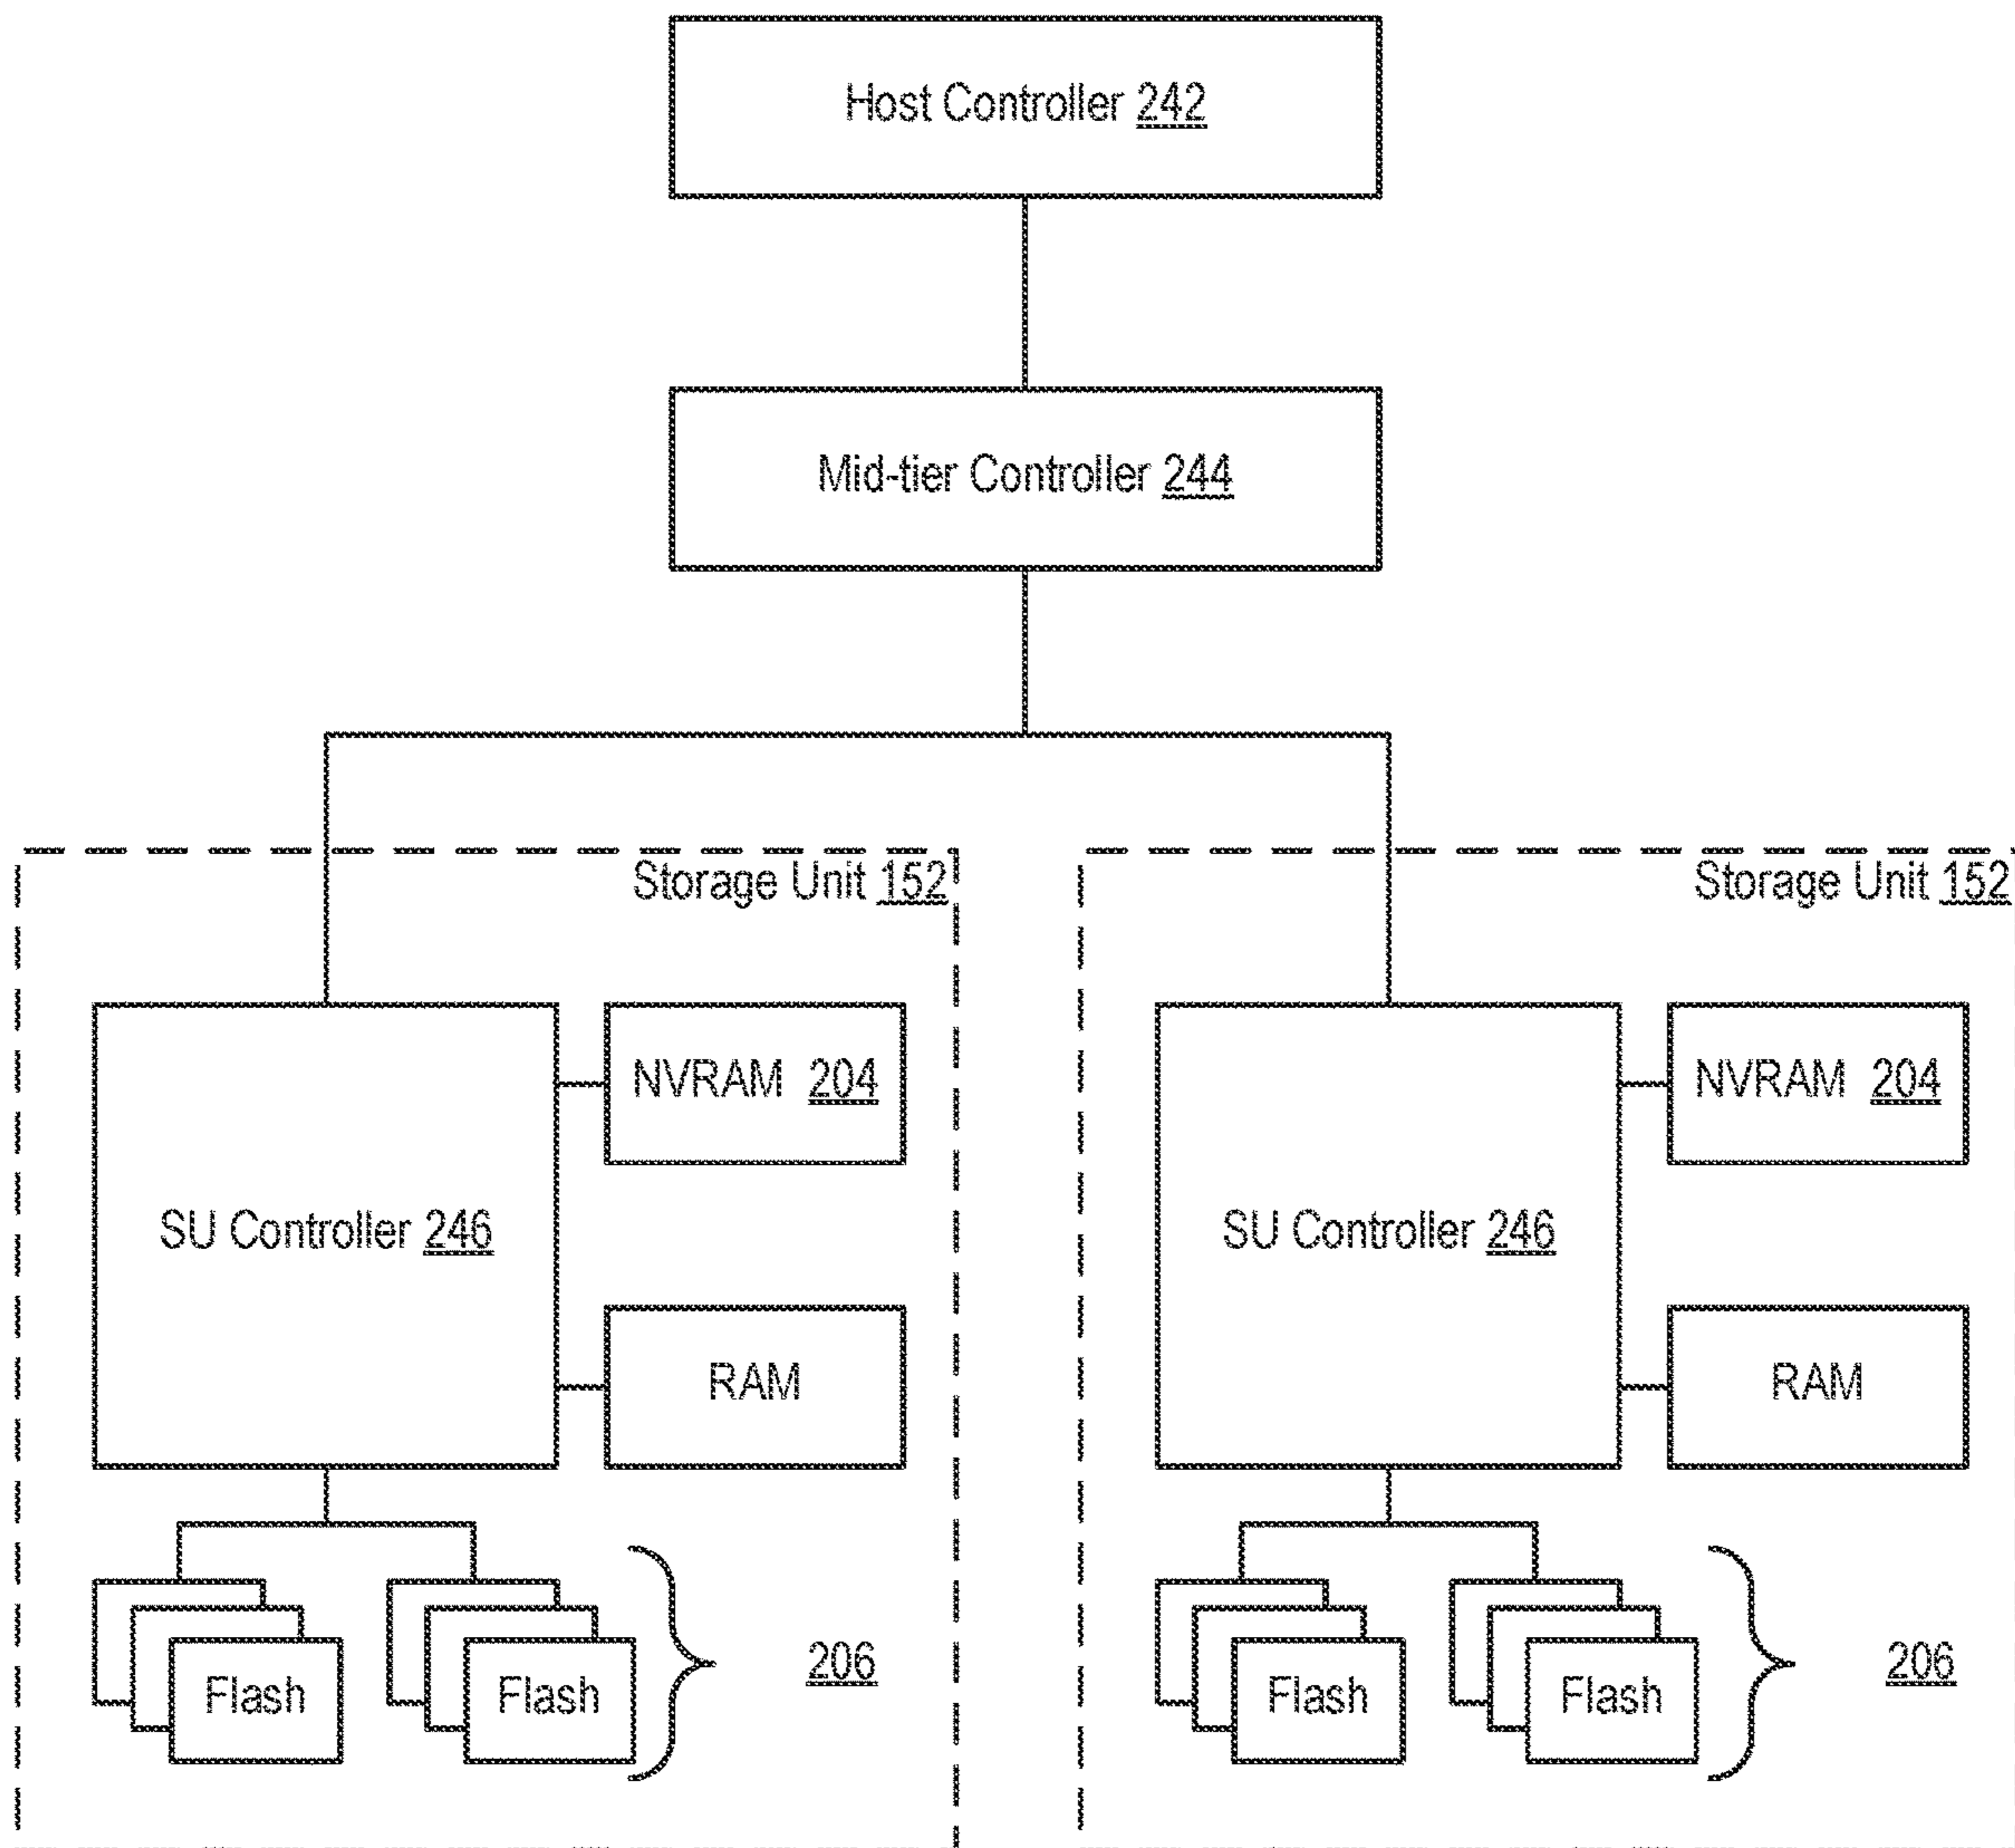 Host Controller 242
Mid-tier Controller 244
Storage Unit 152
NVRAM 204
SU Controller 246
RAM
Flash
Flash
206
Storage Unit 152
NVRAM 204
SU Controller 246
RAM
Flash
Flash
206